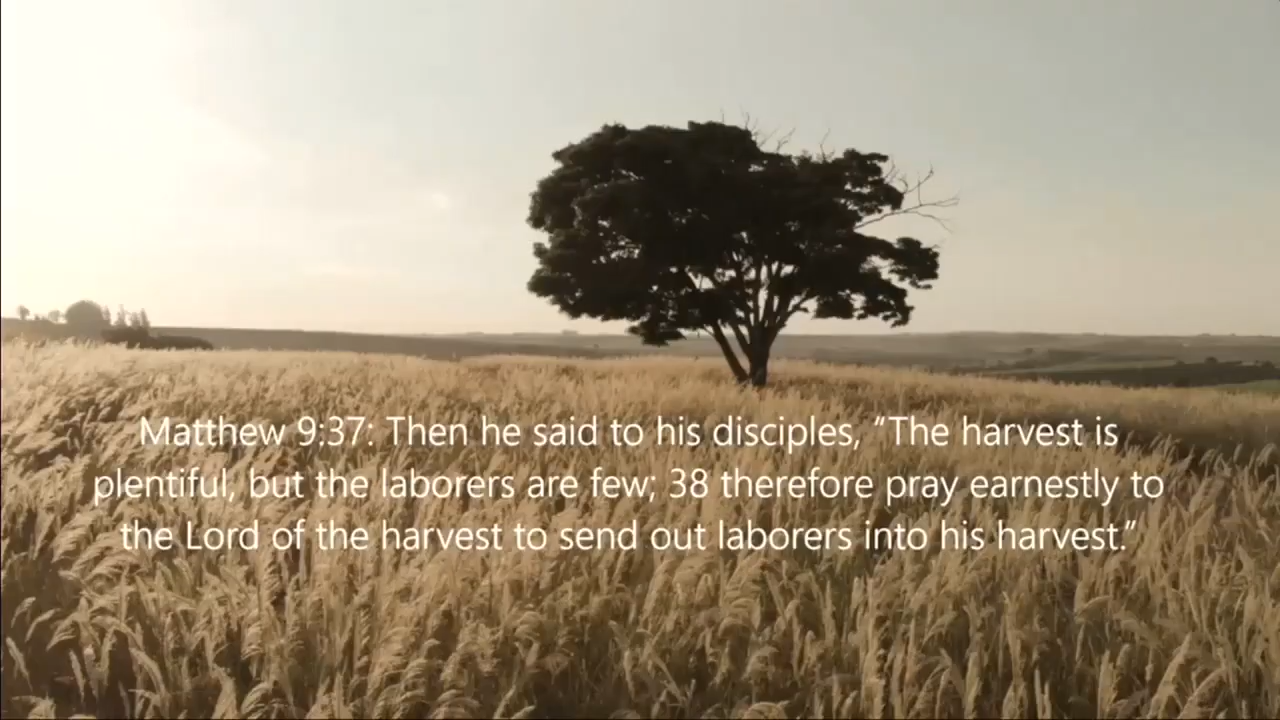 Matthew 9:37: Then he said to his disciples, "The harvest is
plentiful, but the laborers are few; 38 therefore pray earnestly to
the Lord of the harvest to send out laborers into his harvest."